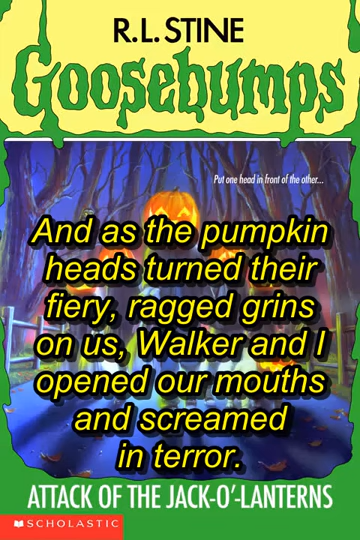 R.L. STINE
Goosebumps
Put one head in front of the other...
And as the pumpkin
heads turned their
fiery, ragged grins
on us, Walker and I
opened our mouths
and screamed
in terror.
ATTACK OF THE JACK-O'-LANTERNS
SCHOLASTIC